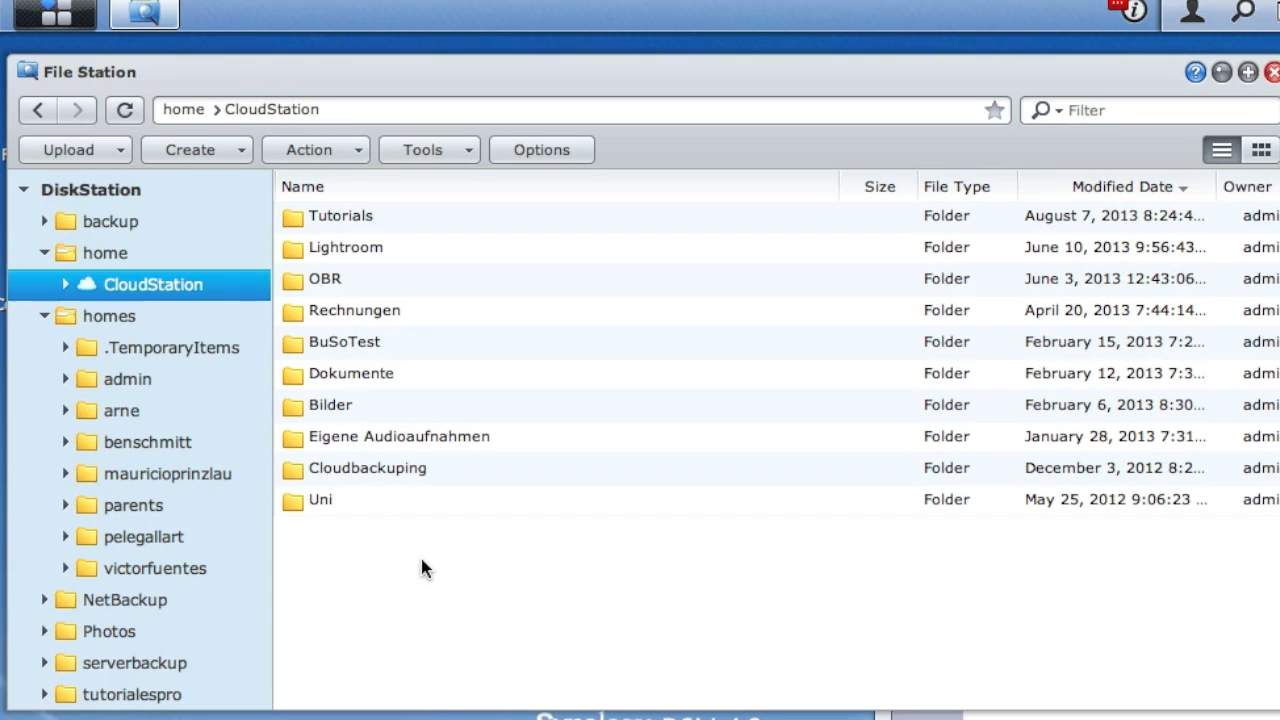 File Station
home > CloudStation
Filter
Upload
Create
Action
Tools
Options
DiskStation
backup
home
CloudStation
homes
.TemporaryItems
admin
arne
benschmitt
mauricioprinzlau
parents
pelegallart
victorfuentes
NetBackup
Photos
serverbackup
tutorialespro
Name Size File Type Modified Date Owner
Tutorials Folder August 7, 2013 8:24:4... admi
Lightroom Folder June 10, 2013 9:56:43... admi
OBR Folder June 3, 2013 12:43:06... admi
Rechnungen Folder April 20, 2013 7:44:14... admi
BuSoTest Folder February 15, 2013 7:2... admi
Dokumente Folder February 12, 2013 7:3... admi
Bilder Folder February 6, 2013 8:30... admi
Eigene Audioaufnahmen Folder January 28, 2013 7:31... admi
Cloudbackuping Folder December 3, 2012 8:2... admi
Uni Folder May 25, 2012 9:06:23 ... admi